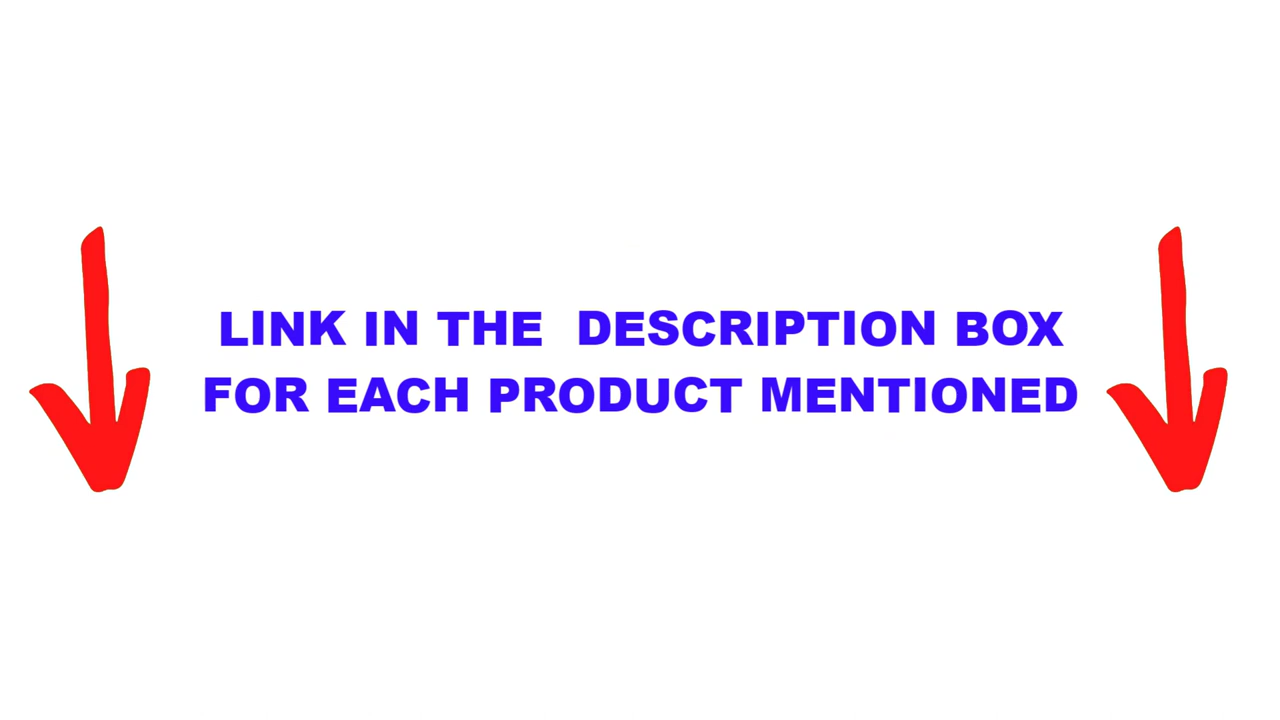 LINK IN THE  DESCRIPTION BOX
FOR EACH PRODUCT MENTIONED